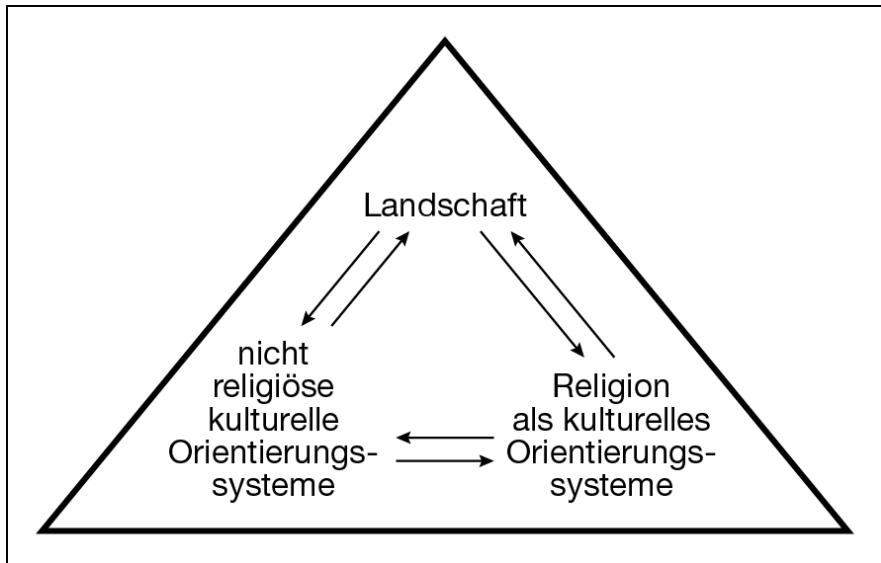 Landschaft
nicht
religiöse
kulturelle
Orientierungs-
systeme
Religion
als kulturelles
Orientierungs-
systeme